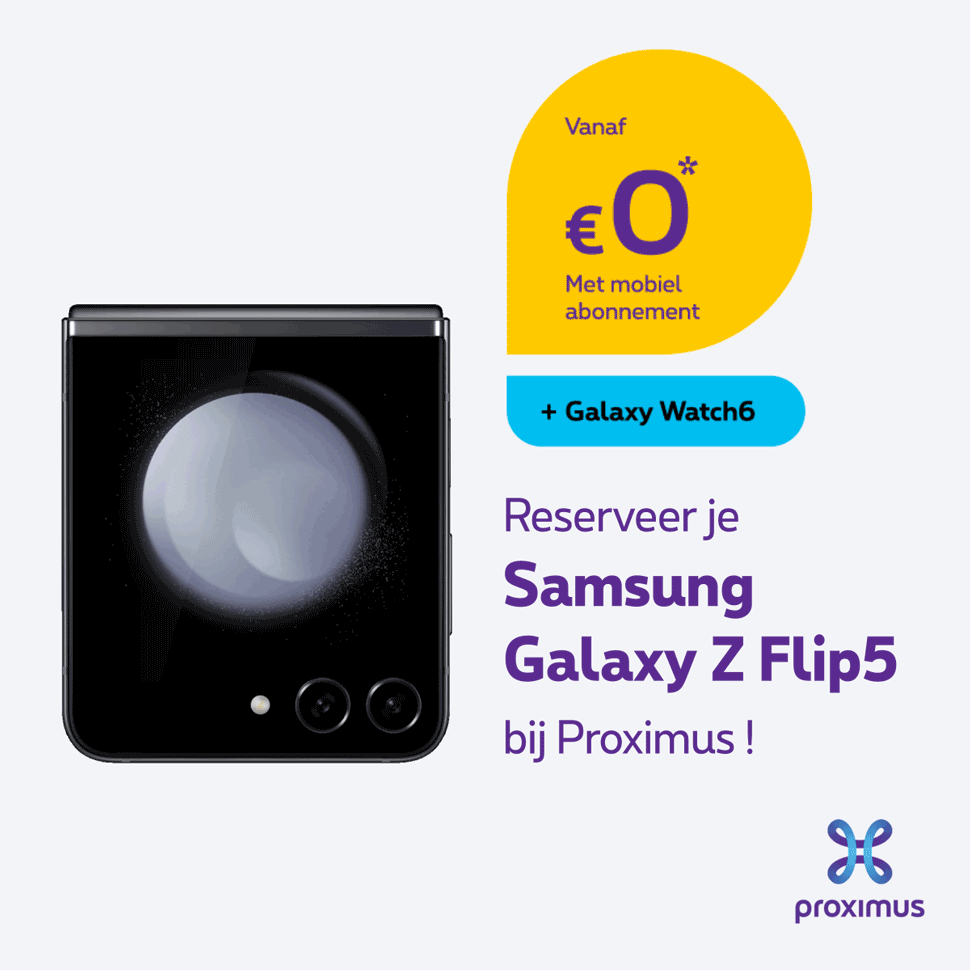 Vanaf
€0*
Met mobiel
abonnement
+ Galaxy Watch6
Reserveer je
Samsung
Galaxy Z Flip5
bij Proximus !
proximus